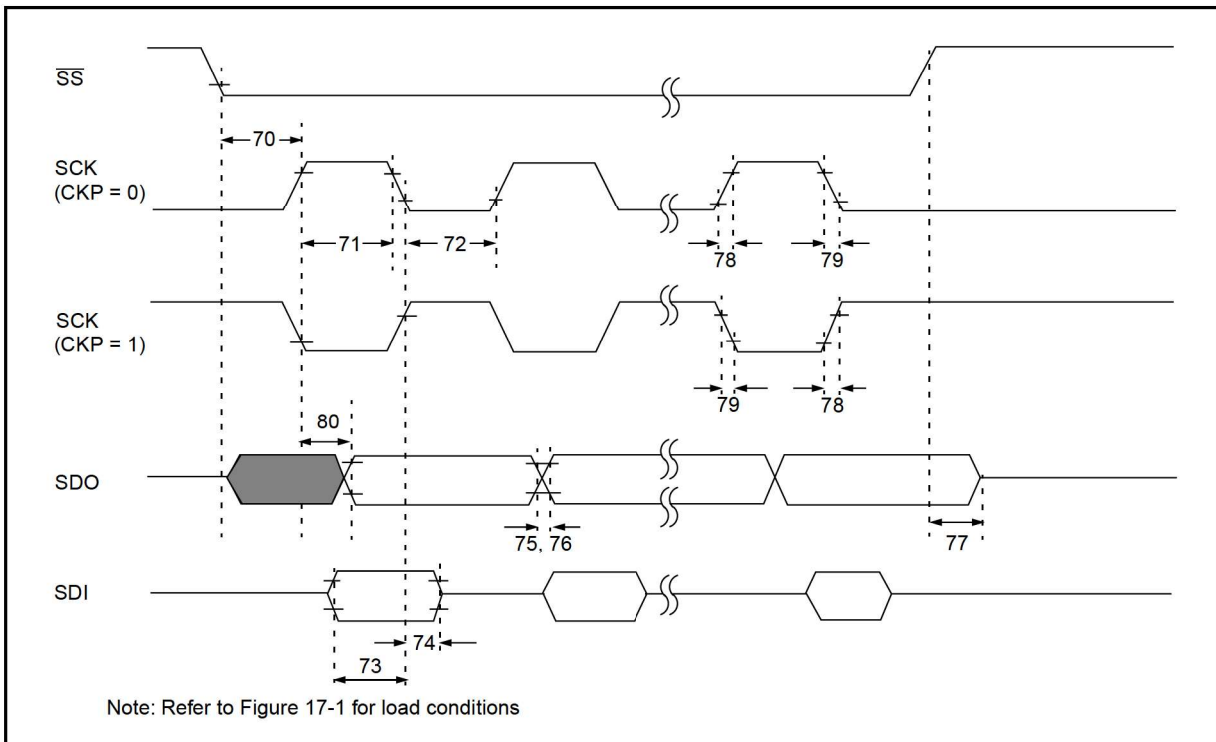 SS
70
SCK
(CKP = 0)
71
72
78
79
SCK
(CKP = 1)
79
78
80
SDO
75, 76
77
SDI
74
73
Note: Refer to Figure 17-1 for load conditions